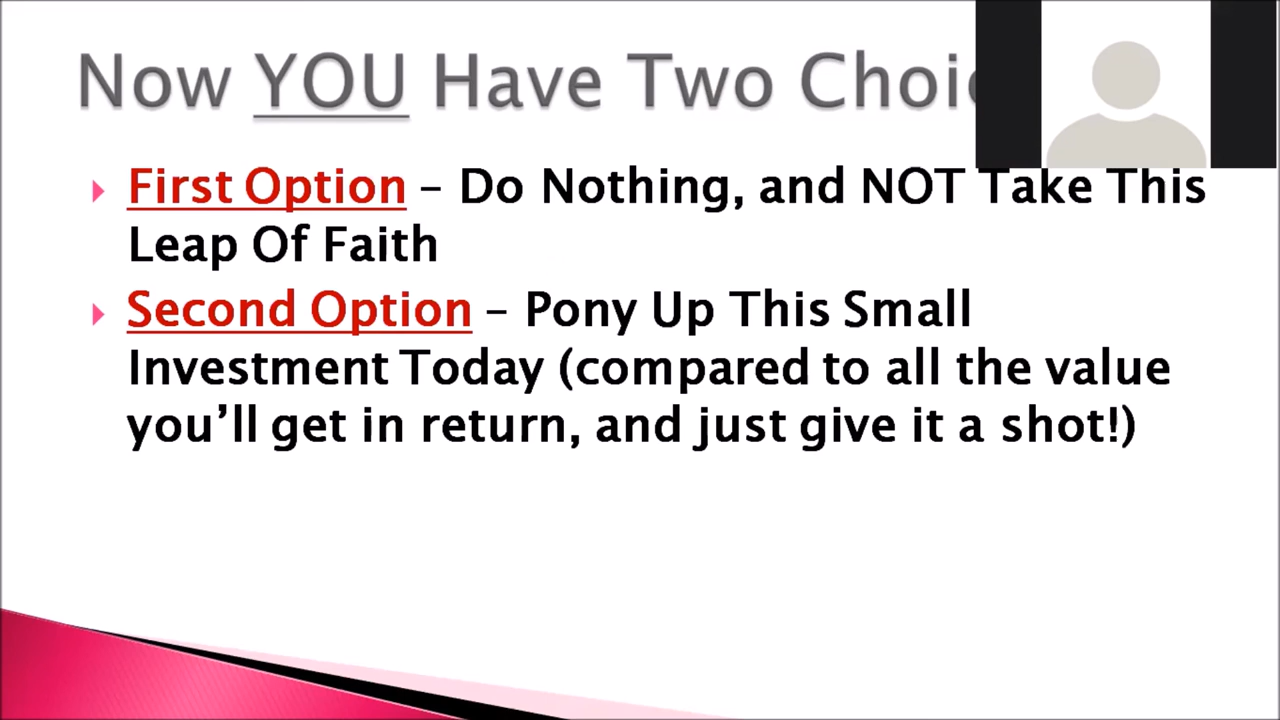 Now YOU Have Two
First Option – Do Nothing, and NOT Take This
Leap Of Faith
Second Option – Pony Up This Small
Investment Today (compared to all the value
you’ll get in return, and just give it a shot!)